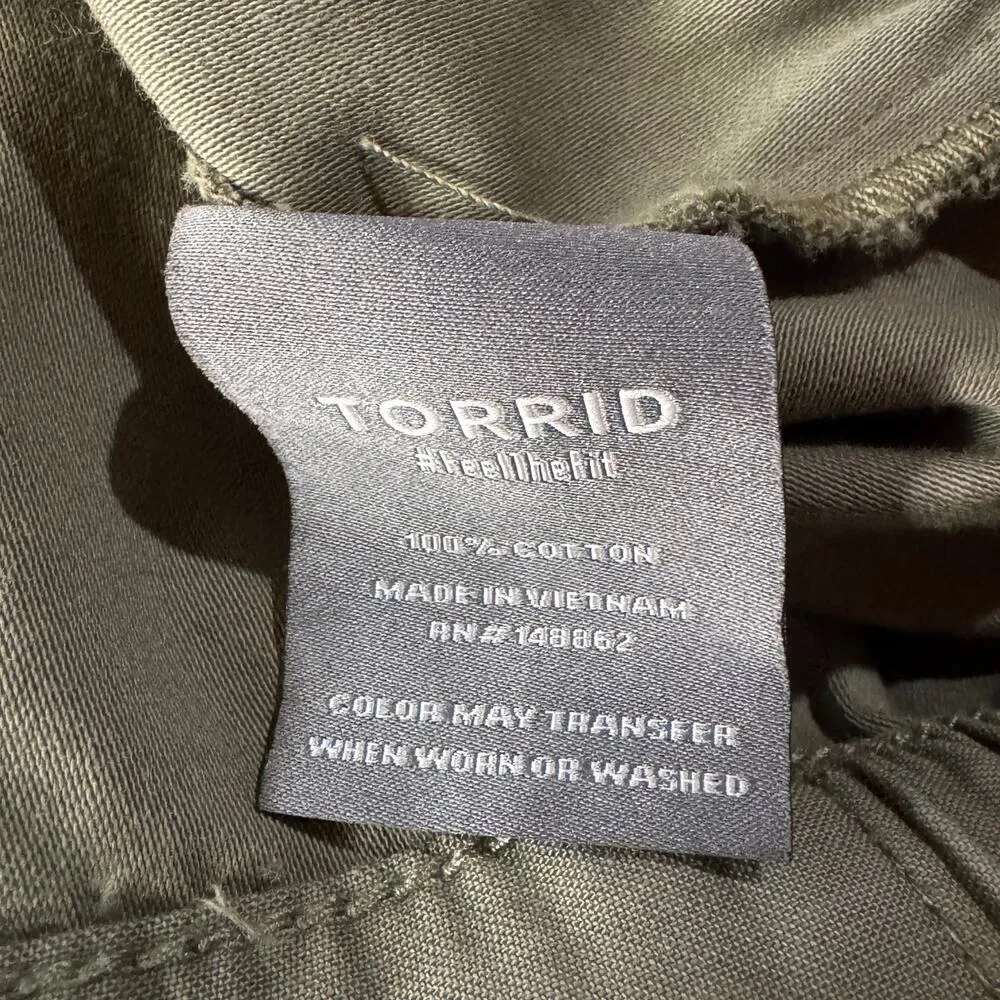 TORRID
#FeelTheFit
100% COTTON
MADE IN VIETNAM
RN# 148862
COLOR MAY TRANSFER
WHEN WORN OR WASHED